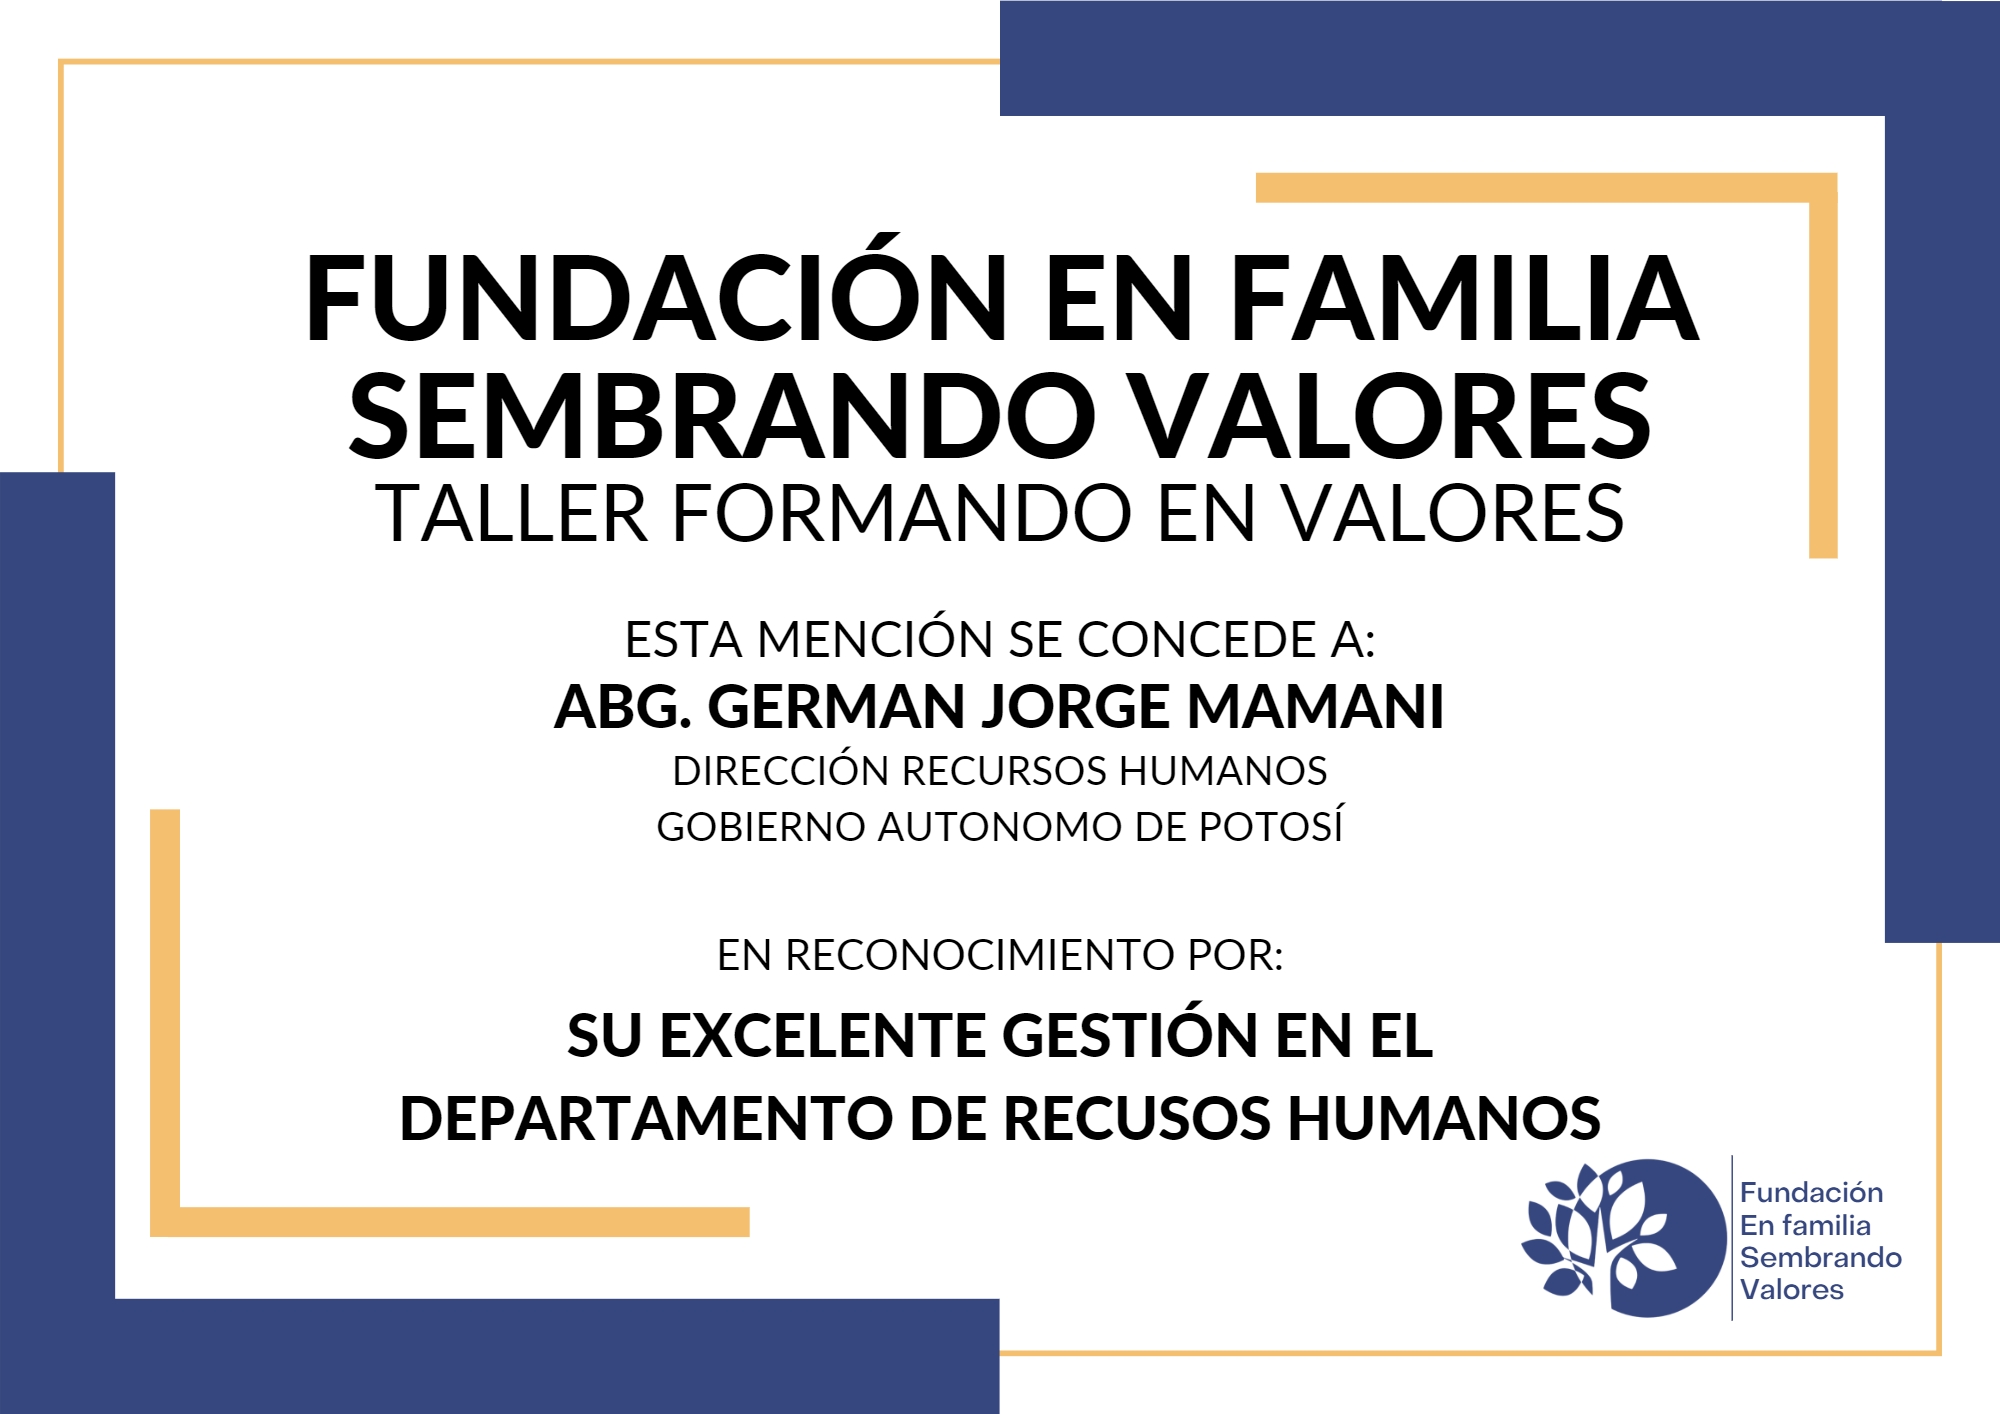 FUNDACIÓN EN FAMILIA
SEMBRANDO VALORES
TALLER FORMANDO EN VALORES
ESTA MENCIÓN SE CONCEDE A:
ABG. GERMAN JORGE MAMANI
DIRECCIÓN RECURSOS HUMANOS
GOBIERNO AUTONOMO DE POTOSÍ
EN RECONOCIMIENTO POR:
SU EXCELENTE GESTIÓN EN EL
DEPARTAMENTO DE RECUSOS HUMANOS
Fundación
En familia
Sembrando
Valores